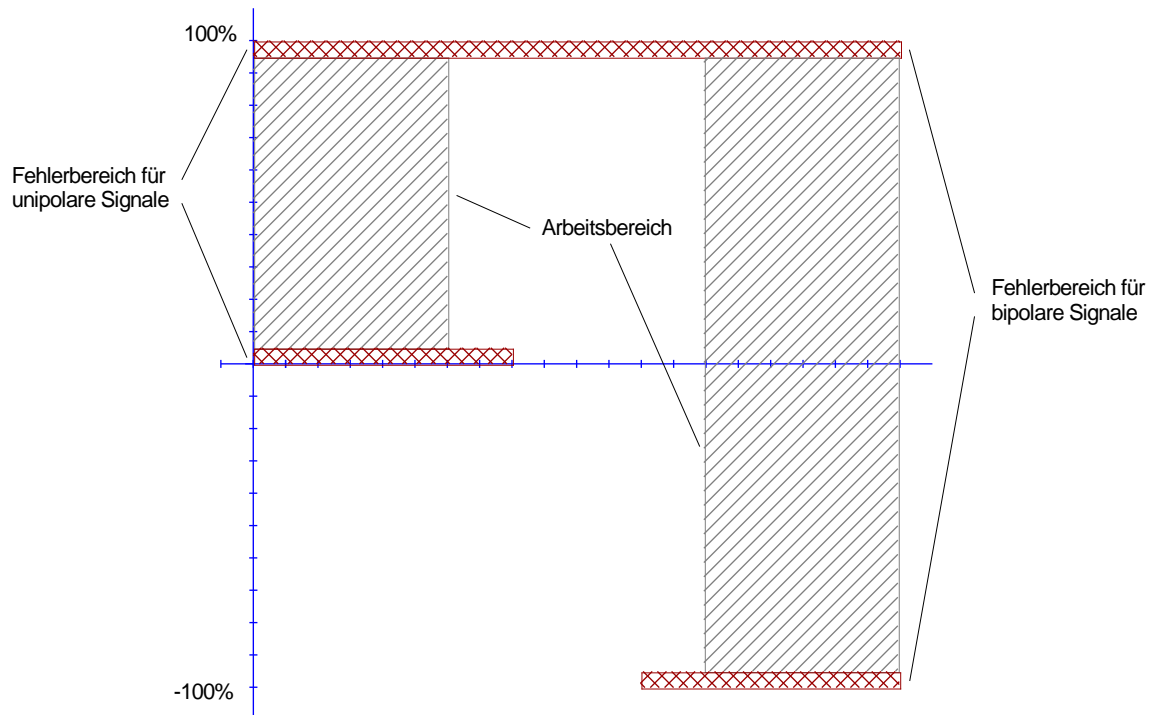 100%
Fehlerbereich für
unipolare Signale
Arbeitsbereich
Fehlerbereich für
bipolare Signale
-100%